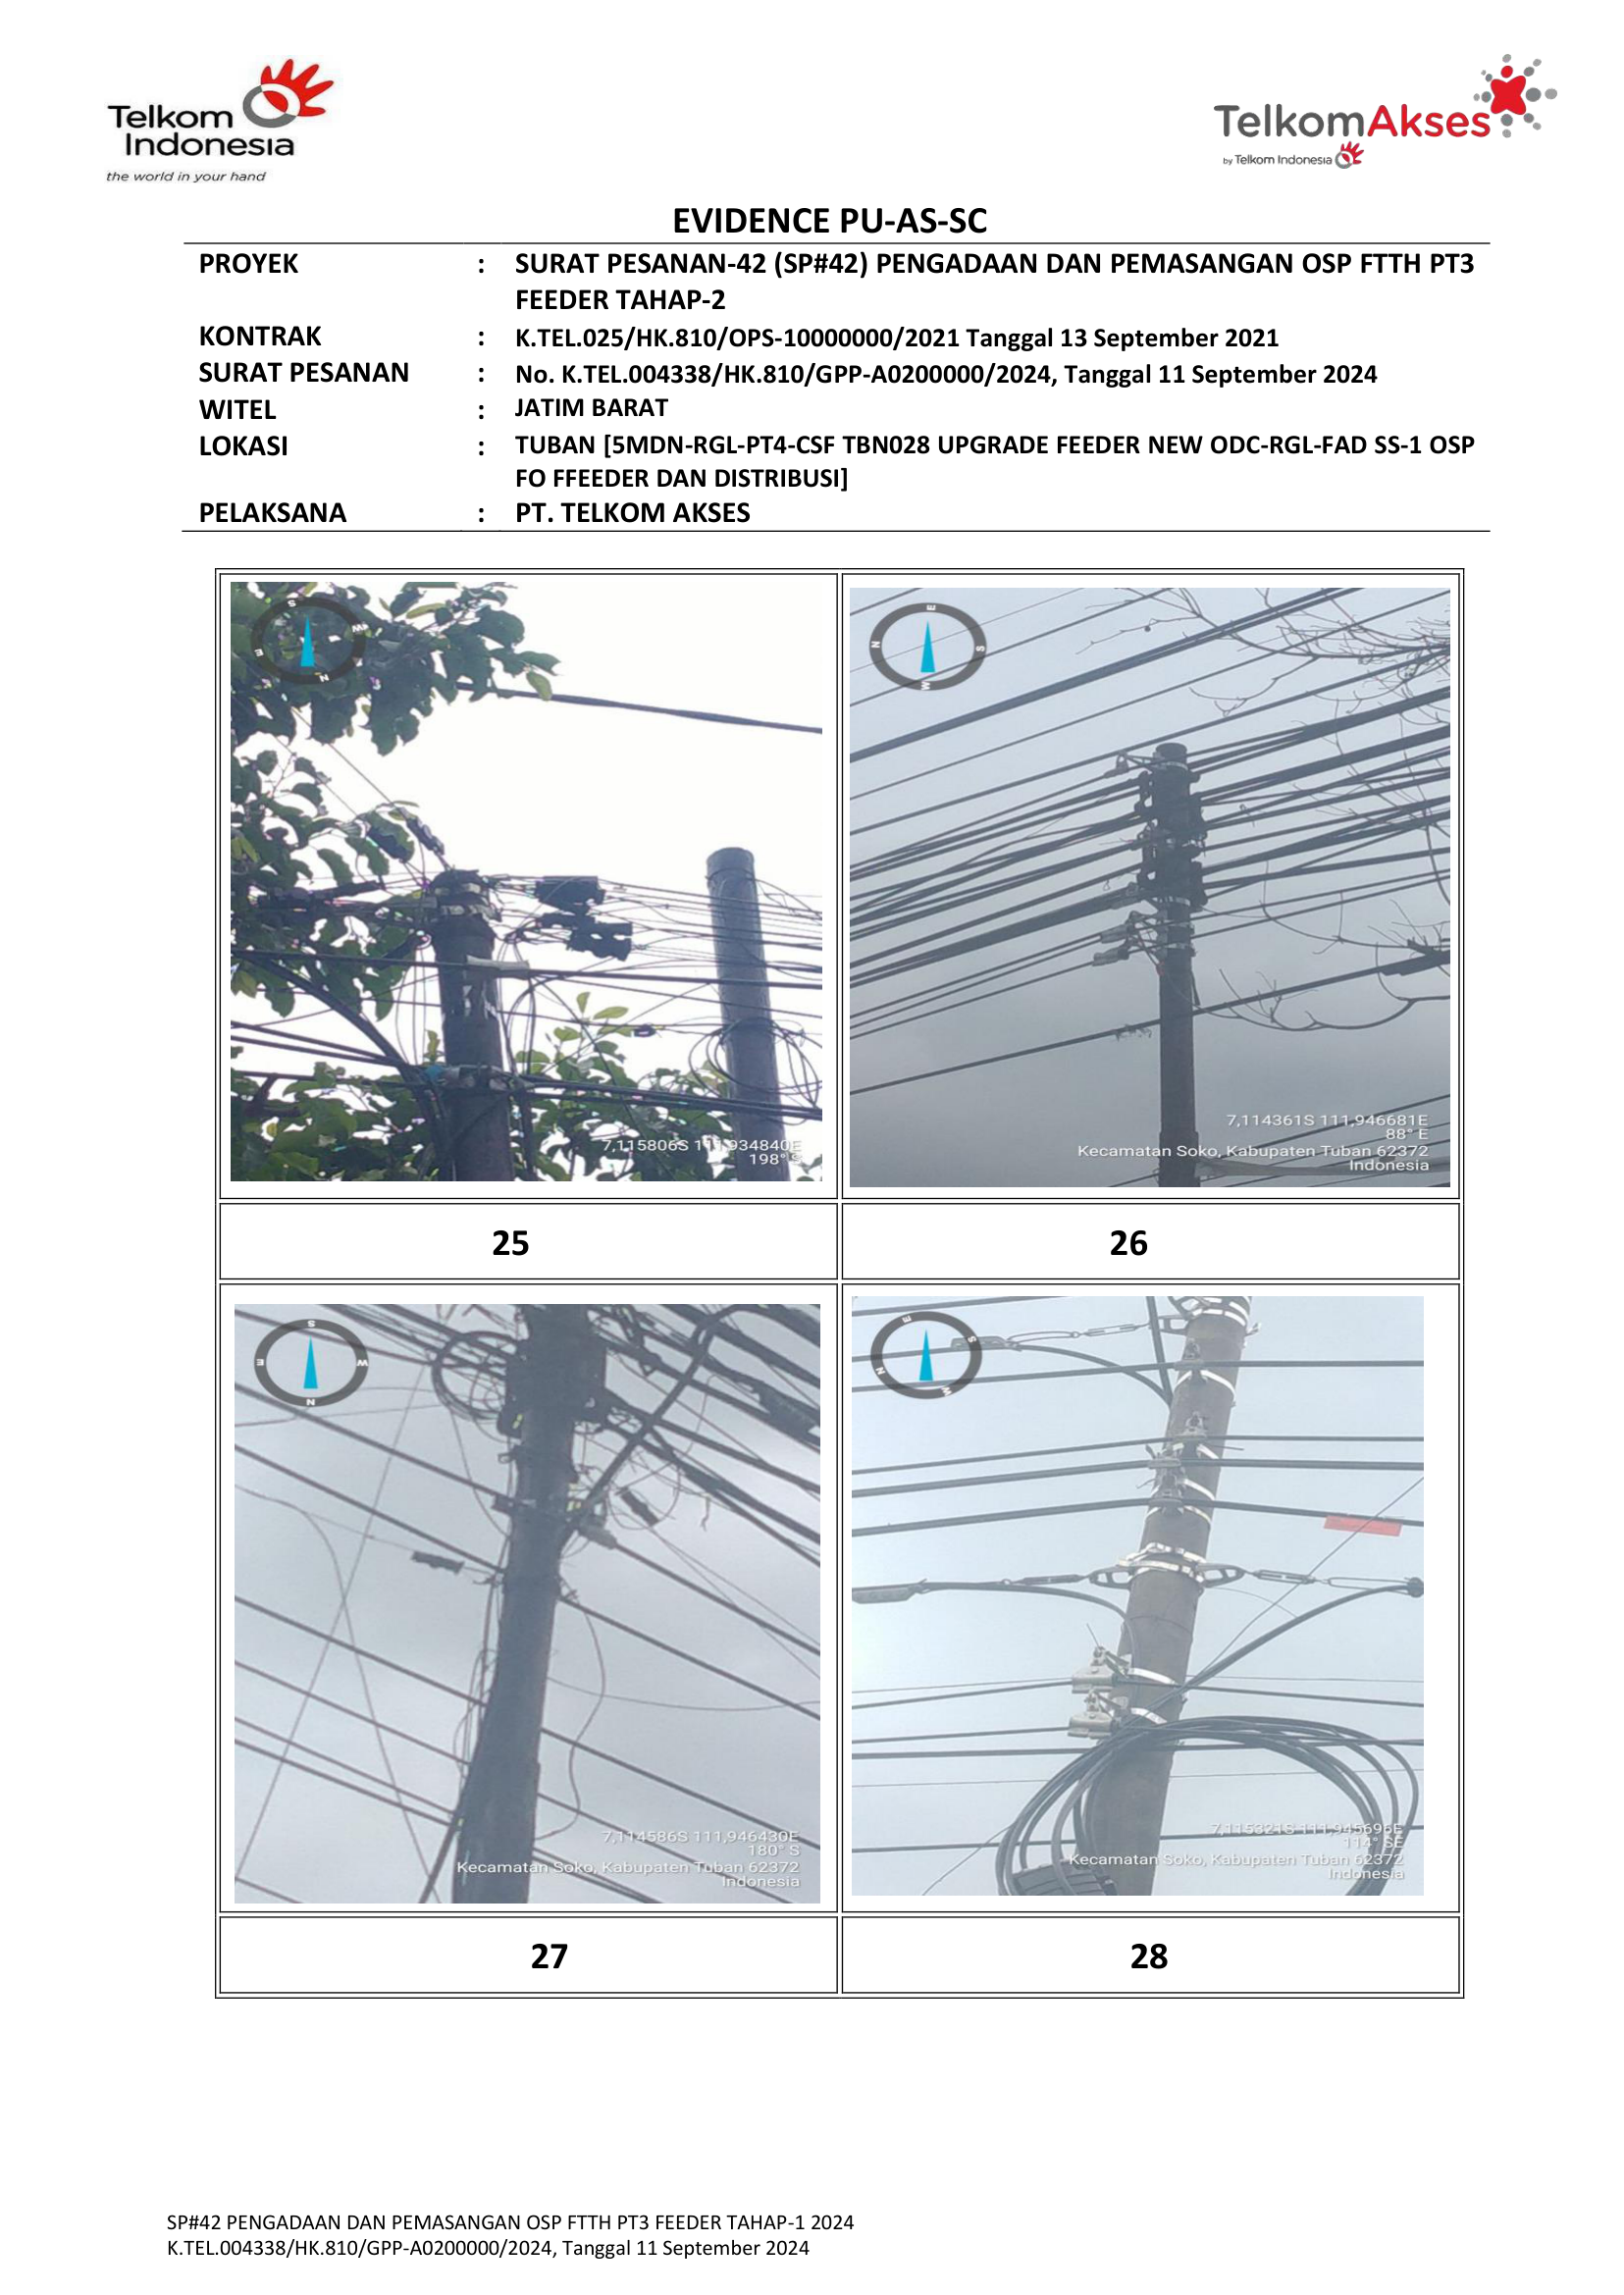 Telkom
Indonesia
the world in your hand
TelkomAkses
by Telkom Indonesia
EVIDENCE PU-AS-SC
PROYEK : SURAT PESANAN-42 (SP#42) PENGADAAN DAN PEMASANGAN OSP FTTH PT3
FEEDER TAHAP-2
KONTRAK : K.TEL.025/HK.810/OPS-10000000/2021 Tanggal 13 September 2021
SURAT PESANAN : No. K.TEL.004338/HK.810/GPP-A0200000/2024, Tanggal 11 September 2024
WITEL : JATIM BARAT
LOKASI : TUBAN [5MDN-RGL-PT4-CSF TBN028 UPGRADE FEEDER NEW ODC-RGL-FAD SS-1 OSP
FO FFEEDER DAN DISTRIBUSI]
PELAKSANA : PT. TELKOM AKSES
S
W
E
N
7,115806S 111,934840E
198° S
E
N
S
W
7,114361S 111,946681E
88° E
Kecamatan Soko, Kabupaten Tuban 62372
Indonesia
25
26
S
E
W
N
7,114586S 111,946430E
180° S
Kecamatan Soko, Kabupaten Tuban 62372
Indonesia
E
S
N
W
7,115321S 111,945696E
114° SE
Kecamatan Soko, Kabupaten Tuban 62372
Indonesia
27
28
SP#42 PENGADAAN DAN PEMASANGAN OSP FTTH PT3 FEEDER TAHAP-1 2024
K.TEL.004338/HK.810/GPP-A0200000/2024, Tanggal 11 September 2024